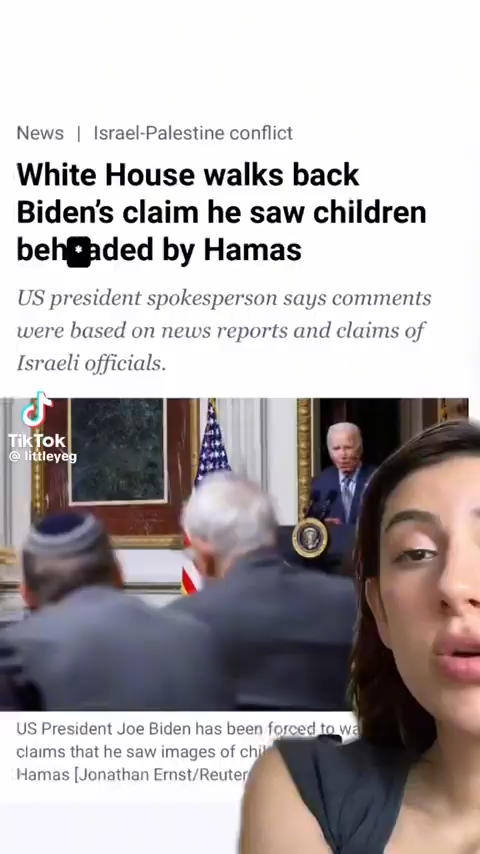 News | Israel-Palestine conflict
White House walks back
Biden’s claim he saw children
beh*aded by Hamas
US president spokesperson says comments
were based on news reports and claims of
Israeli officials.
TikTok
@ littleyeg
US President Joe Biden has been forced to
claims that he saw images of
Hamas [Jonathan Ernst/Reuter